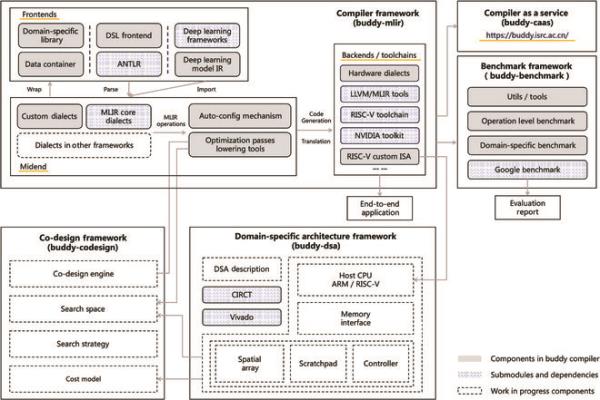 Frontends
Domain-specific
library
DSL frontend
Deep learning
frameworks
Data container
ANTLR
Deep learning
model IR
Wrap
Parse
Import
Custom dialects
MLIR core
dialects
MLIR
operations
Auto-config mechanism
Dialects in other frameworks
Optimization passes
lowering tools
Midend
Code
Generation
Translation
Compiler framework
(buddy-mlir)
Backends / toolchains
Hardware dialects
LLVM/MLIR tools
RISC-V toolchain
NVIDIA toolkit
RISC-V custom ISA
End-to-end
application
Compiler as a service
(buddy-caas)
https://buddy.isrc.ac.cn/
Benchmark framework
( buddy-benchmark)
Utils / tools
Operation level benchmark
Domain-specific benchmark
Google benchmark
Evaluation
report
Co-design framework
(buddy-codesign)
Co-design engine
Search space
Search strategy
Cost model
Domain-specific architecture framework
(buddy-dsa)
DSA description
CIRCT
Vivado
Host CPU
ARM / RISC-V
Memory
interface
Spatial
array
Scratchpad
Controller
Components in buddy compiler
Submodules and dependencies
Work in progress components